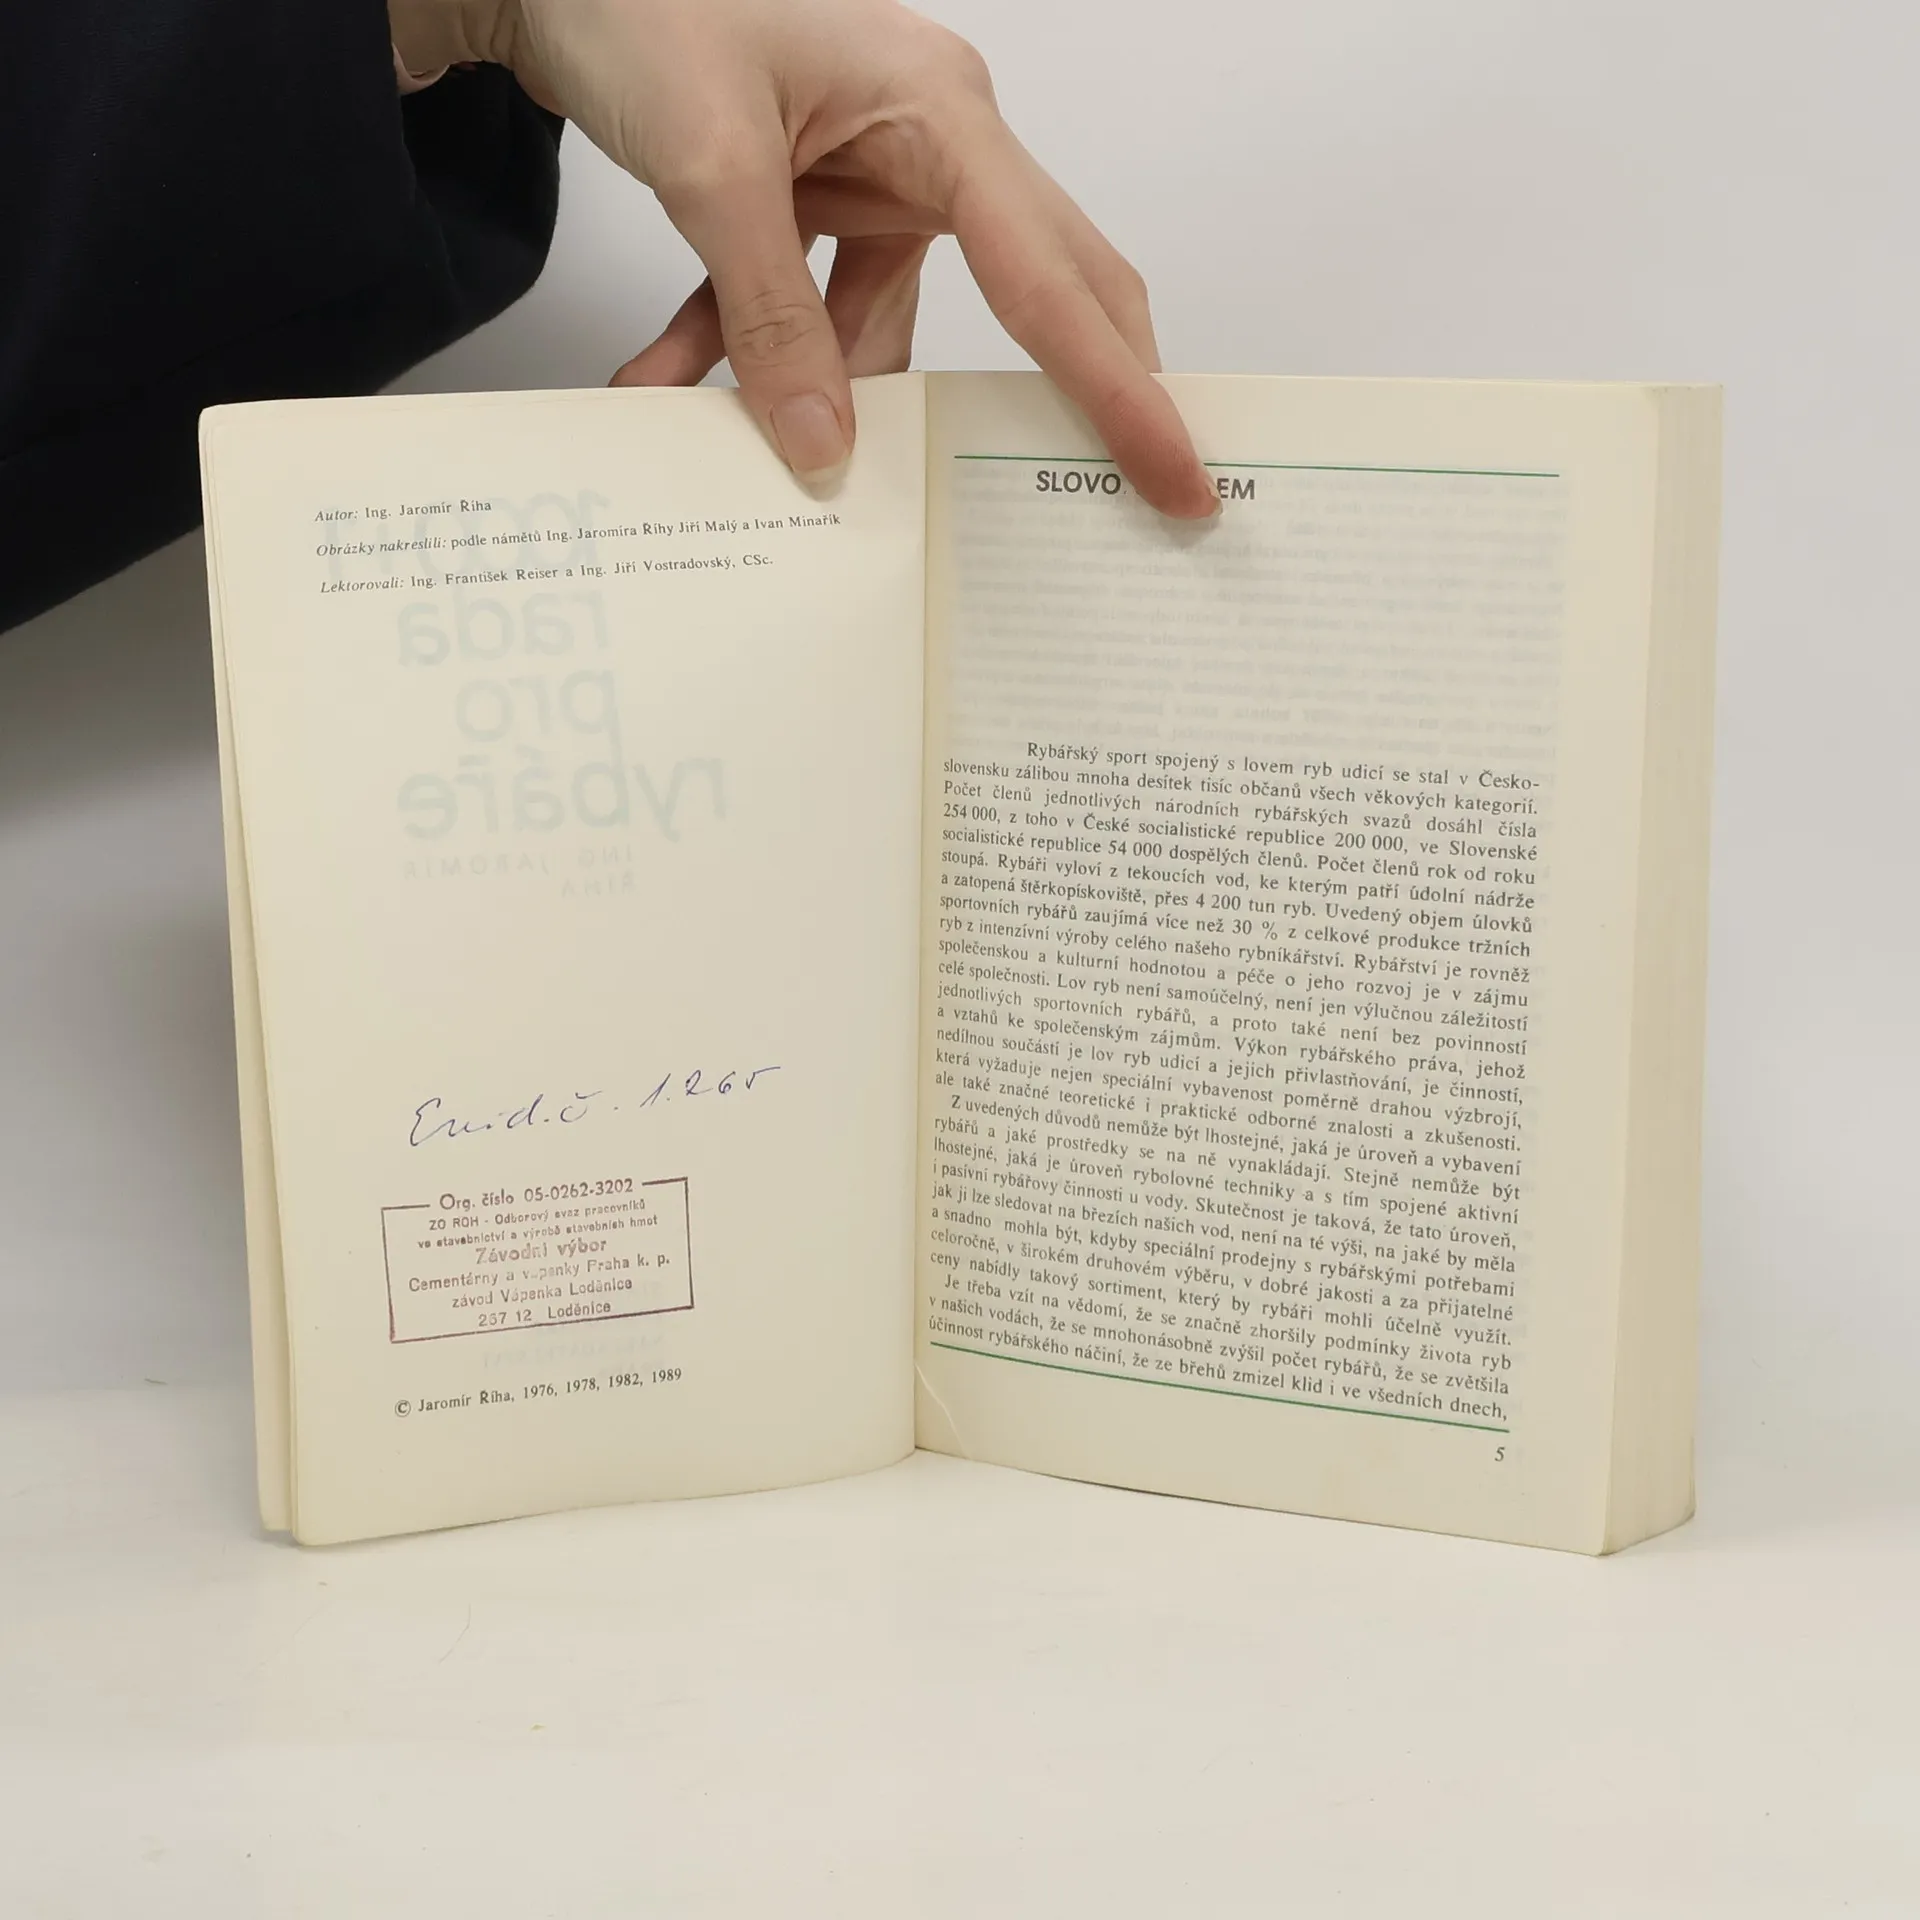 Autor: Ing. Jaromír Říha
Obrázky nakreslili: podle námětů Ing. Jaromíra Říhy Jiří Malý a Ivan Minařík
Lektorovali: Ing. František Reiser a Ing. Jiří Vostradovský, CSc.
rada
pro
rybáře
ING. JAROMÍR
ŘÍHA
Evid. č. 1.265
Org. číslo 05-0262-3202
ZO ROH - Odborový svaz pracovníků
ve stavebnictví a výrobě stavebních hmot
Závodní výbor
Cementárny a vápenky Praha k. p.
závod Vápenka Loděnice
267 12 Loděnice
© Jaromír Říha, 1976, 1978, 1982, 1989
SLOVO
Rybářský sport spojený s lovem ryb udicí se stal v Česko-
slovensku zálibou mnoha desítek tisíc občanů všech věkových kategorií.
Počet členů jednotlivých národních rybářských svazů dosáhl čísla
254 000, z toho v České socialistické republice 200 000, ve Slovenské
socialistické republice 54 000 dospělých členů. Počet členů rok od roku
stoupá. Rybáři vyloví z tekoucích vod, ke kterým patří údolní nádrže
a zatopená štěrkopískoviště, přes 4 200 tun ryb. Uvedený objem úlovků
sportovních rybářů zaujímá více než 30 % z celkové produkce tržních
ryb z intenzívní výroby celého našeho rybníkářství. Rybářství je rovněž
společenskou a kulturní hodnotou a péče o jeho rozvoj je v zájmu
celé společnosti. Lov ryb není samoúčelný, není jen výlučnou záležitostí
jednotlivých sportovních rybářů, a proto také není bez povinností
a vztahů ke společenským zájmům. Výkon rybářského práva, jehož
nedílnou součástí je lov ryb udicí a jejich přivlastňování, je činností,
která vyžaduje nejen speciální vybavenost poměrně drahou výzbrojí,
ale také značné teoretické i praktické odborné znalosti a zkušenosti.
Z uvedených důvodů nemůže být lhostejné, jaká je úroveň a vybavení
rybářů a jaké prostředky se na ně vynakládají. Stejně nemůže být
lhostejné, jaká je úroveň rybolovné techniky a s tím spojené aktivní
i pasívní rybářovy činnosti u vody. Skutečnost je taková, že tato úroveň,
jak ji lze sledovat na březích našich vod, není na té výši, na jaké by měla
a snadno mohla být, kdyby speciální prodejny s rybářskými potřebami
celoročně, v širokém druhovém výběru, v dobré jakosti a za přijatelné
ceny nabídly takový sortiment, který by rybáři mohli účelně využít.
Je třeba vzít na vědomí, že se značně zhoršily podmínky života ryb
v našich vodách, že se mnohonásobně zvýšil počet rybářů, že se zvětšila
účinnost rybářského náčiní, že ze břehů zmizel klid i ve všedních dnech,
5